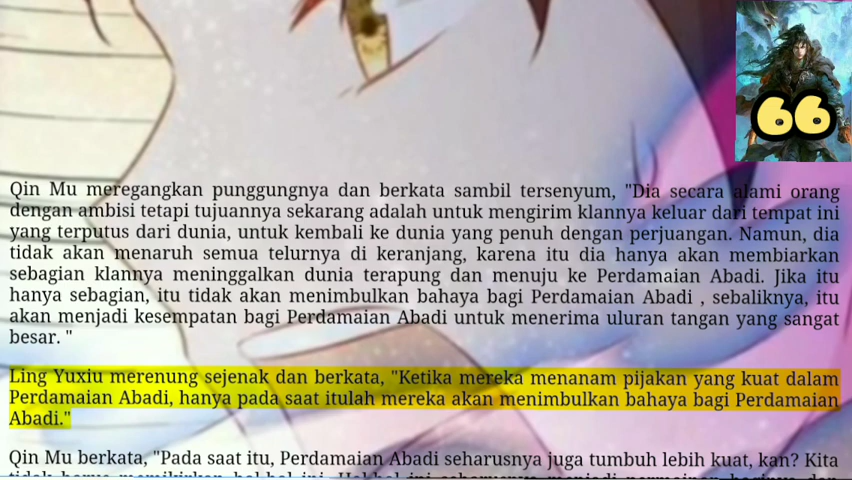 66
Qin Mu meregangkan punggungnya dan berkata sambil tersenyum, "Dia secara alami orang
dengan ambisi tetapi tujuannya sekarang adalah untuk mengirim klannya keluar dari tempat ini
yang terputus dari dunia, untuk kembali ke dunia yang penuh dengan perjuangan. Namun, dia
tidak akan menaruh semua telurnya di keranjang, karena itu dia hanya akan membiarkan
sebagian klannya meninggalkan dunia terapung dan menuju ke Perdamaian Abadi. Jika itu
hanya sebagian, itu tidak akan menimbulkan bahaya bagi Perdamaian Abadi , sebaliknya, itu
akan menjadi kesempatan bagi Perdamaian Abadi untuk menerima uluran tangan yang sangat
besar. "
Ling Yuxiu merenung sejenak dan berkata, "Ketika mereka menanam pijakan yang kuat dalam
Perdamaian Abadi, hanya pada saat itulah mereka akan menimbulkan bahaya bagi Perdamaian
Abadi."
Qin Mu berkata, "Pada saat itu, Perdamaian Abadi seharusnya juga tumbuh lebih kuat, kan? Kita